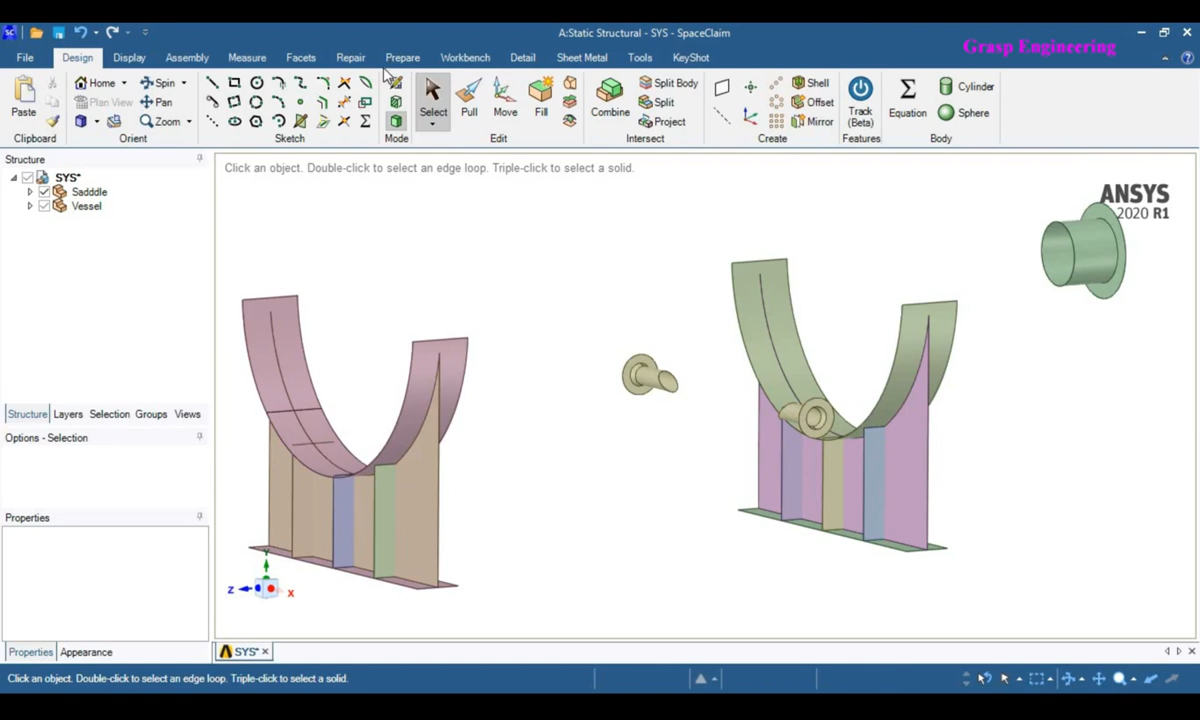 A:Static Structural - SYS - SpaceClaim
Grasp Engineering
File Design Display Assembly Measure Facets Repair Prepare Workbench Detail Sheet Metal Tools KeyShot
Paste
Clipboard
Home Spin
Plan View Pan
Zoom
Orient
Sketch
Mode
Select Pull Move Fill
Edit
Combine
Split Body
Split
Project
Intersect
Shell
Offset
Mirror
Create
Track
(Beta)
Features
Equation
Cylinder
Sphere
Body
Structure
SYS*
Sadddle
Vessel
Structure Layers Selection Groups Views
Options - Selection
Properties
Properties Appearance
Click an object. Double-click to select an edge loop. Triple-click to select a solid.
ANSYS
2020 R1
Y
Z
X
SYS*
Click an object. Double-click to select an edge loop. Triple-click to select a solid.